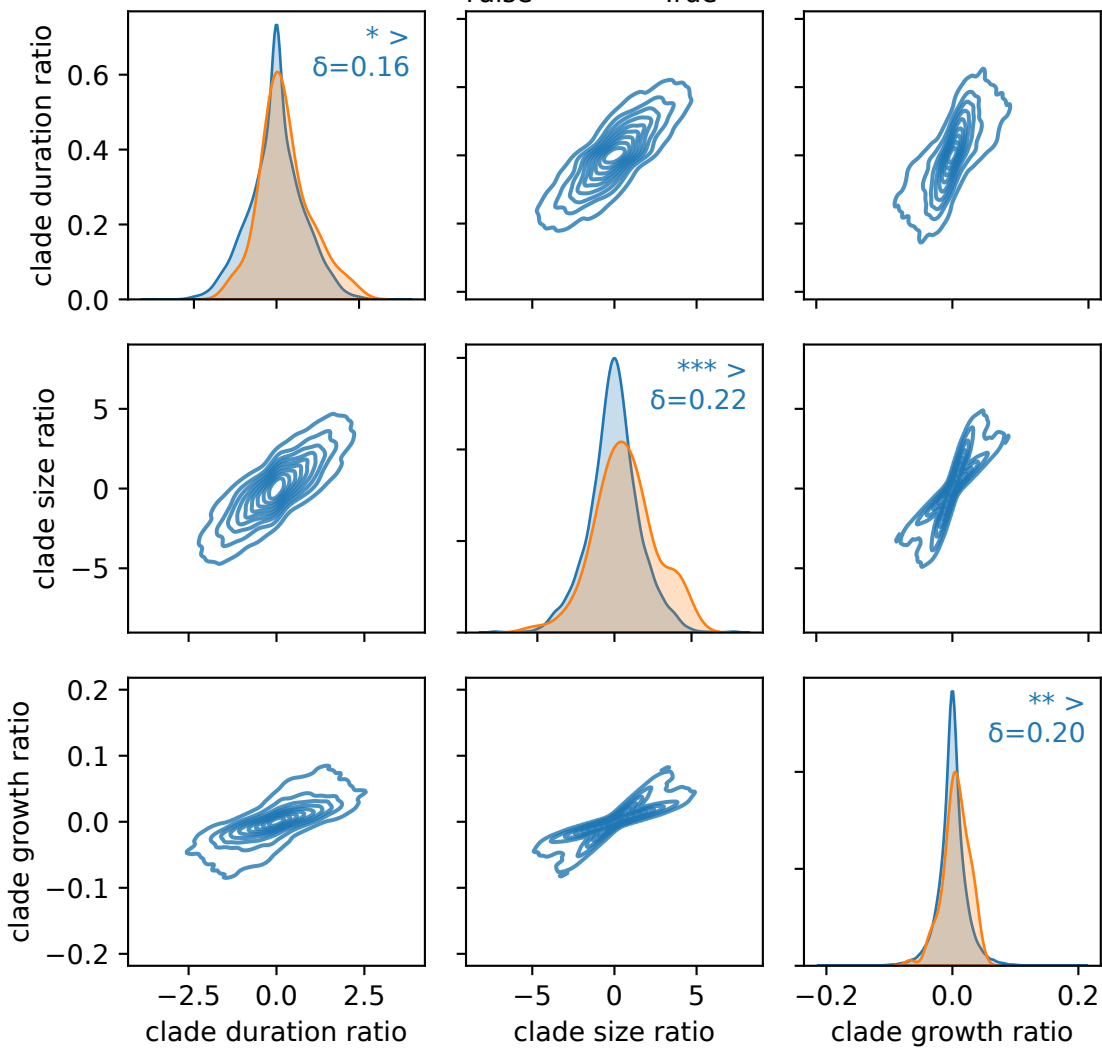 False True
clade duration ratio
0.6
0.4
0.2
0.0
* >
δ=0.16
clade size ratio
5
0
−5
*** >
δ=0.22
clade growth ratio
0.2
0.1
0.0
−0.1
−0.2
** >
δ=0.20
−2.5 0.0 2.5
−5 0 5
−0.2 0.0 0.2
clade duration ratio
clade size ratio
clade growth ratio